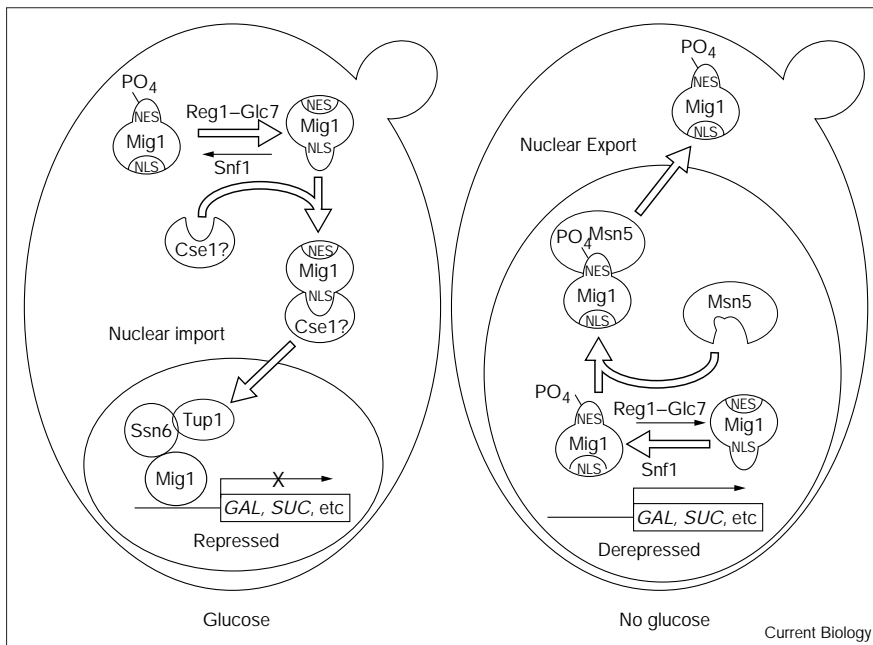 PO4
NES
Mig1
NLS
Reg1–Glc7
Snf1
NES
Mig1
NLS
Cse1?
NES
Mig1
NLS
Cse1?
Nuclear import
Ssn6
Tup1
Mig1
X
GAL, SUC, etc
Repressed
Glucose
PO4
NES
Mig1
NLS
Nuclear Export
PO4
Msn5
NES
Mig1
NLS
Msn5
PO4
NES
Mig1
NLS
Reg1–Glc7
Snf1
NES
Mig1
NLS
GAL, SUC, etc
Derepressed
No glucose
Current Biology